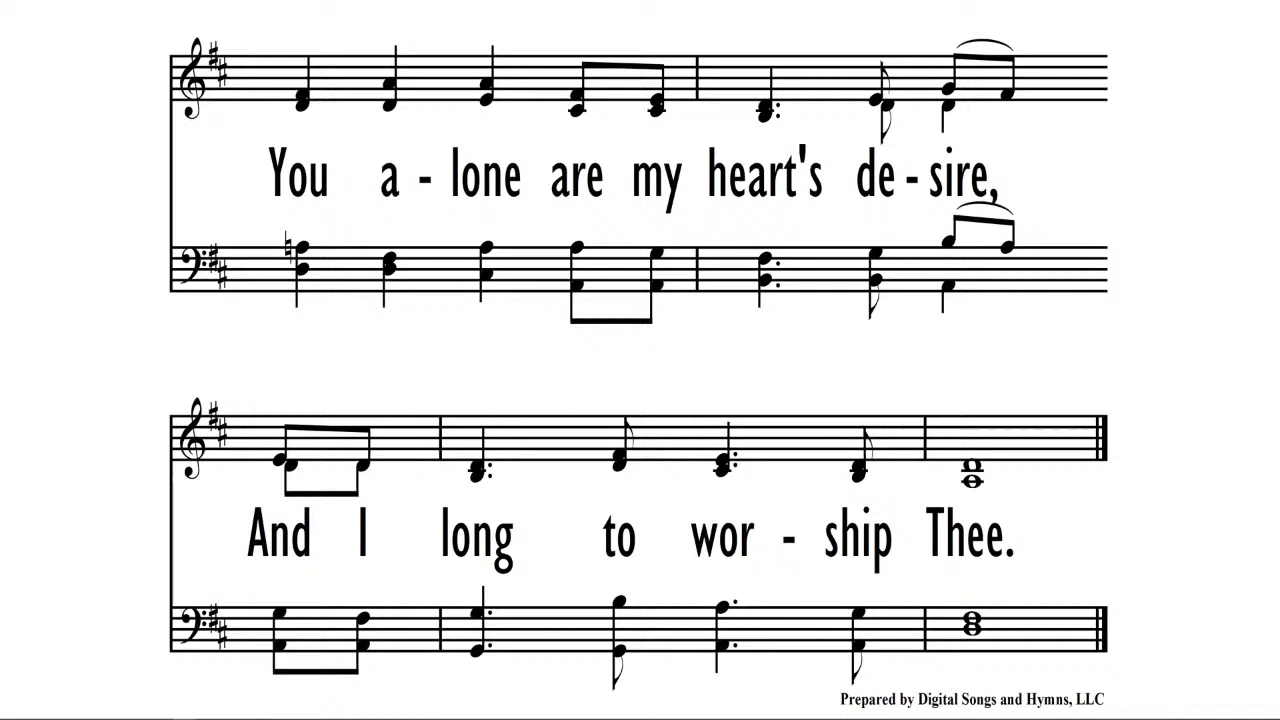 You a - lone are my heart's de - sire,
And I long to wor - ship Thee.
Prepared by Digital Songs and Hymns, LLC